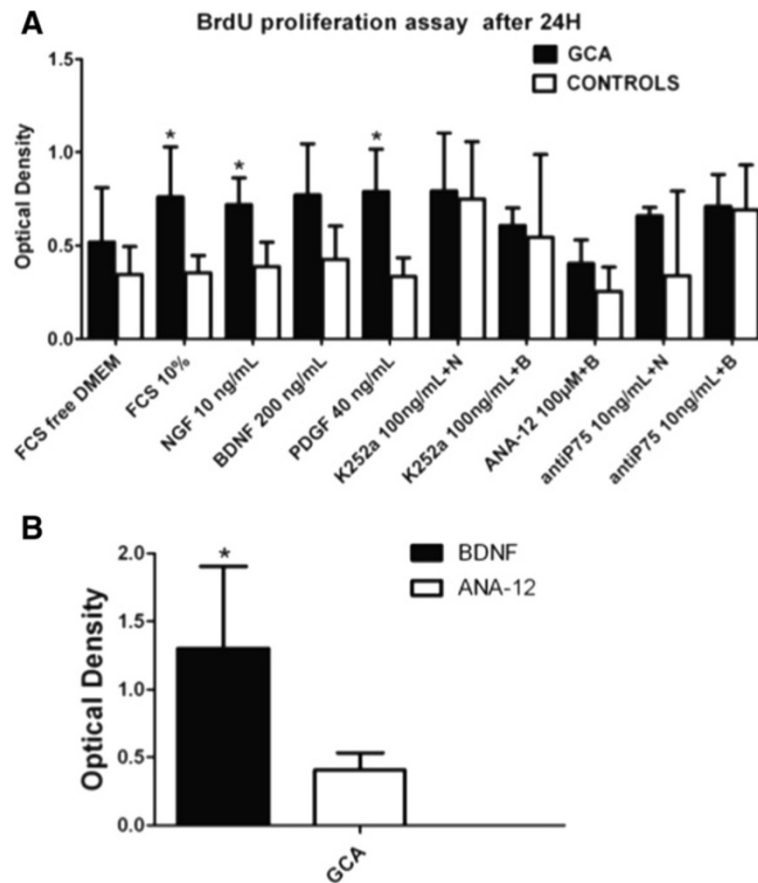 A
BrdU proliferation assay after 24H
GCA
CONTROLS
Optical Density
1.5
1.0
0.5
0.0
*
*
*
FCS free DMEM
FCS 10%
NGF 10 ng/mL
BDNF 200 ng/mL
PDGF 40 ng/mL
K252a 100ng/mL+N
K252a 100ng/mL+B
ANA-12 100µM+B
antiP75 10ng/mL+N
antiP75 10ng/mL+B
B
BDNF
ANA-12
Optical Density
2.0
1.5
1.0
0.5
0.0
*
GCA